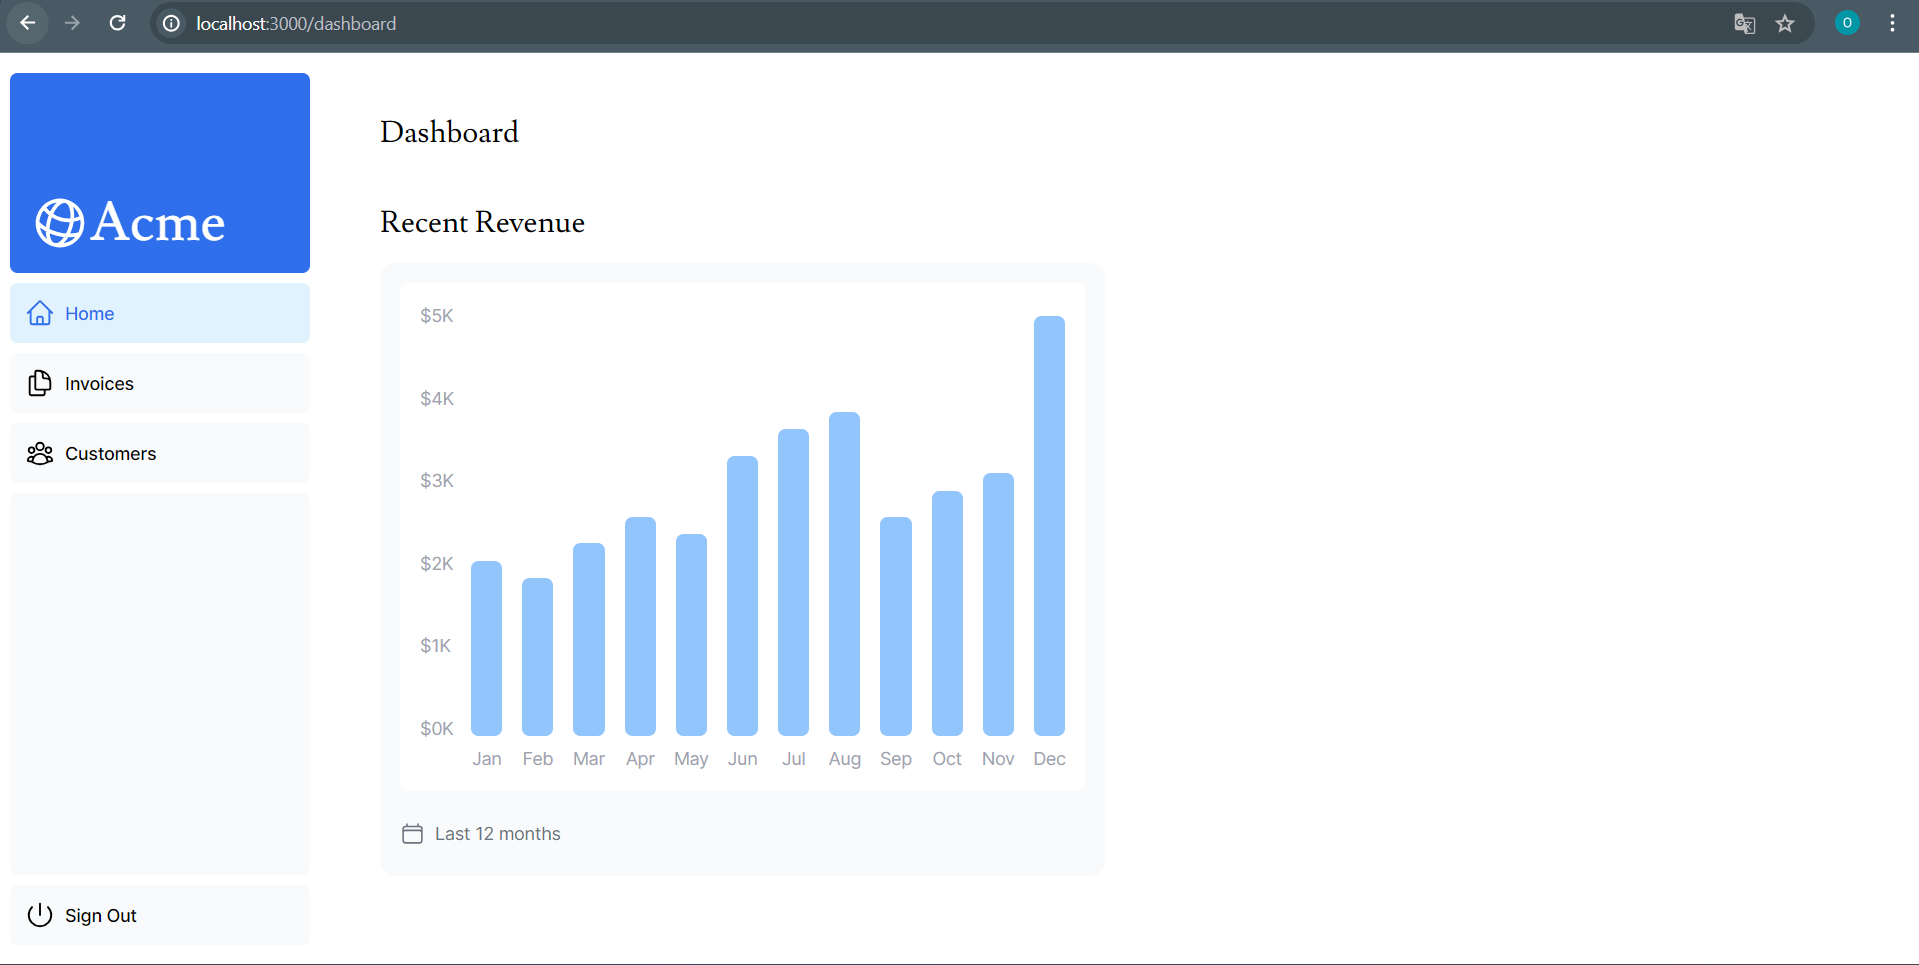 localhost:3000/dashboard
O
Acme
Home
Invoices
Customers
Sign Out
Dashboard
Recent Revenue
$5K
$4K
$3K
$2K
$1K
$0K
Jan Feb Mar Apr May Jun Jul Aug Sep Oct Nov Dec
Last 12 months